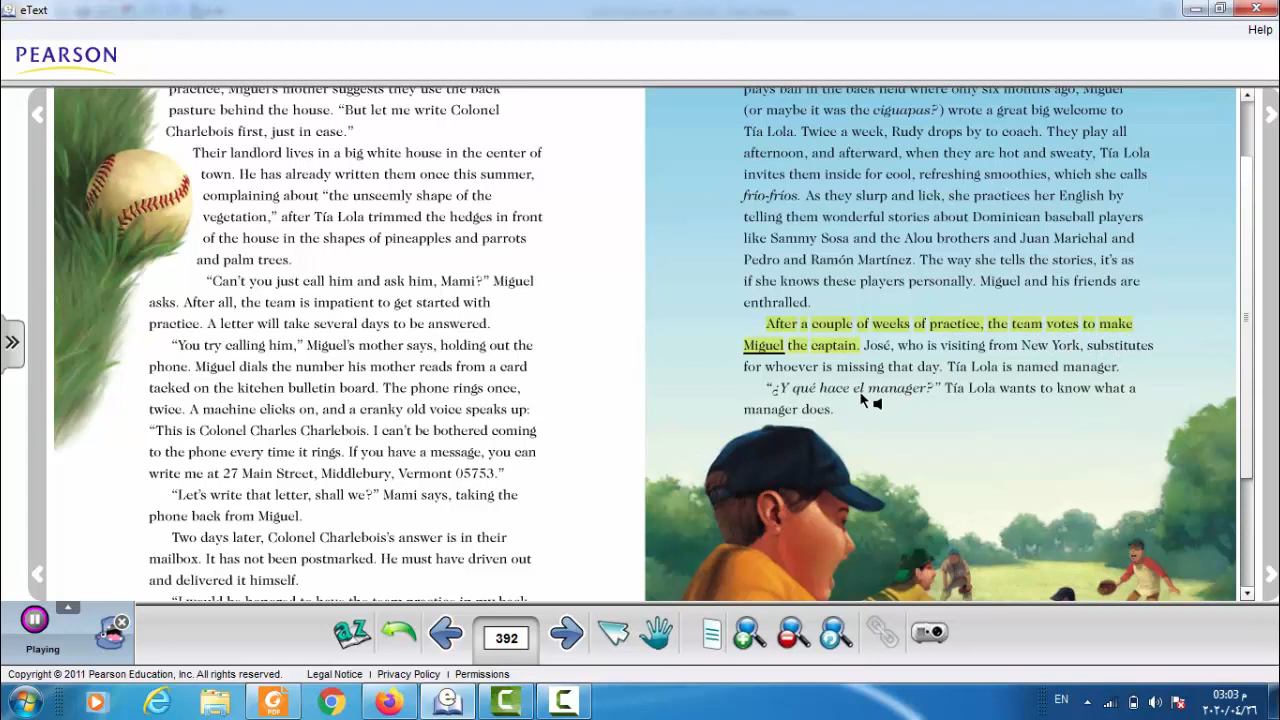 eText
Help
PEARSON
practice, Miguel's mother suggests they use the back
pasture behind the house. “But let me write Colonel
Charlebois first, just in case.”
Their landlord lives in a big white house in the center of
town. He has already written them once this summer,
complaining about “the unseemly shape of the
vegetation,” after Tía Lola trimmed the hedges in front
of the house in the shapes of pineapples and parrots
and palm trees.
“Can’t you just call him and ask him, Mami?” Miguel
asks. After all, the team is impatient to get started with
practice. A letter will take several days to be answered.
“You try calling him,” Miguel’s mother says, holding out the
phone. Miguel dials the number his mother reads from a card
tacked on the kitchen bulletin board. The phone rings once,
twice. A machine clicks on, and a cranky old voice speaks up:
“This is Colonel Charles Charlebois. I can’t be bothered coming
to the phone every time it rings. If you have a message, you can
write me at 27 Main Street, Middlebury, Vermont 05753.”
“Let’s write that letter, shall we?” Mami says, taking the
phone back from Miguel.
Two days later, Colonel Charlebois’s answer is in their
mailbox. It has not been postmarked. He must have driven out
and delivered it himself.
“I would be honored to have the team practice in my back
plays ball in the back field where only six months ago, Miguel
(or maybe it was the ciguapas?) wrote a great big welcome to
Tía Lola. Twice a week, Rudy drops by to coach. They play all
afternoon, and afterward, when they are hot and sweaty, Tía Lola
invites them inside for cool, refreshing smoothies, which she calls
frío-fríos. As they slurp and lick, she practices her English by
telling them wonderful stories about Dominican baseball players
like Sammy Sosa and the Alou brothers and Juan Marichal and
Pedro and Ramón Martínez. The way she tells the stories, it’s as
if she knows these players personally. Miguel and his friends are
enthralled.
After a couple of weeks of practice, the team votes to make
Miguel the captain. José, who is visiting from New York, substitutes
for whoever is missing that day. Tía Lola is named manager.
“¿Y qué hace el manager?” Tía Lola wants to know what a
manager does.
Playing
aZ
392
Copyright © 2011 Pearson Education, Inc. All rights reserved. Legal Notice | Privacy Policy | Permissions
PDF
EN
03:03 م
٢٠٢٠/٠٤/٢٦